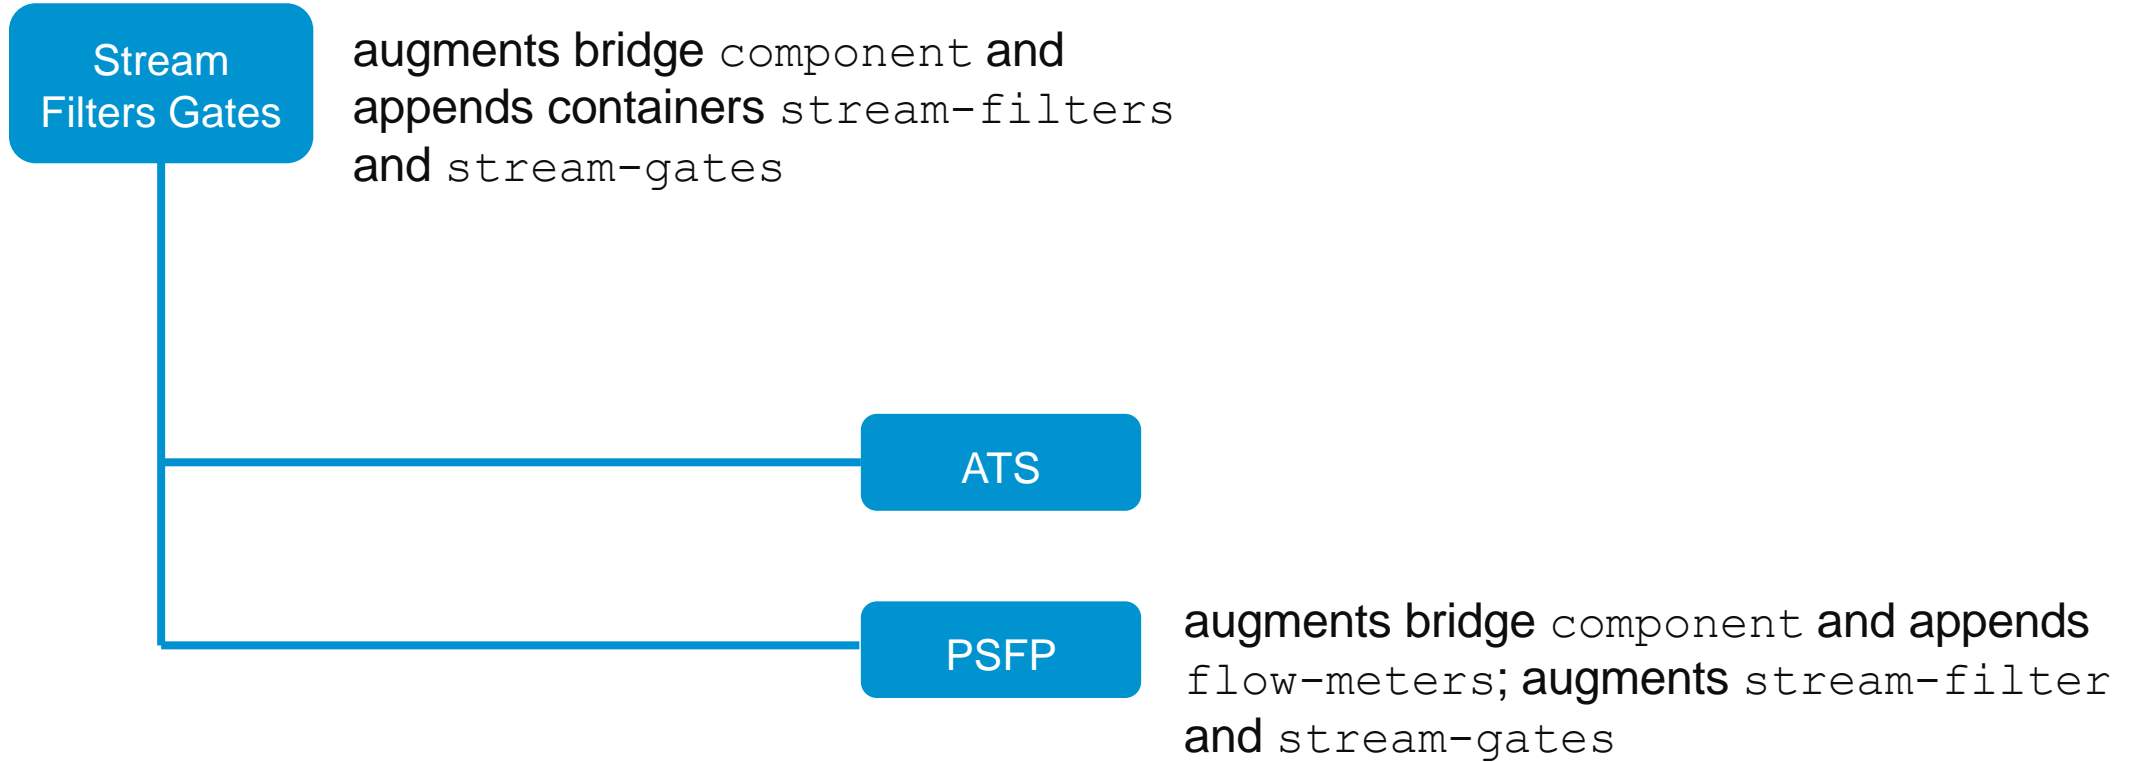 Stream
Filters Gates
augments bridge component and
appends containers stream-filters
and stream-gates
ATS
PSFP
augments bridge component and appends
flow-meters; augments stream-filter
and stream-gates